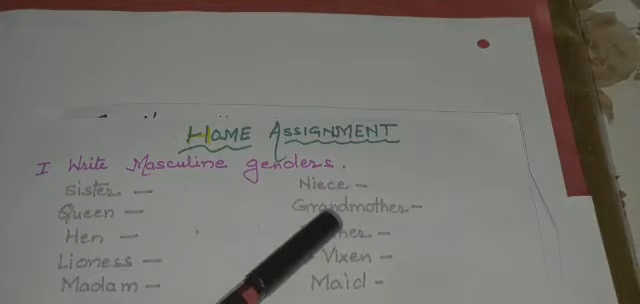 HOME ASSIGNMENT
I Write Masculine genders.
Sister —
Niece –
Queen —
Grandmother –
Hen —
Lioness —
Vixen –
Madam —
Maid –